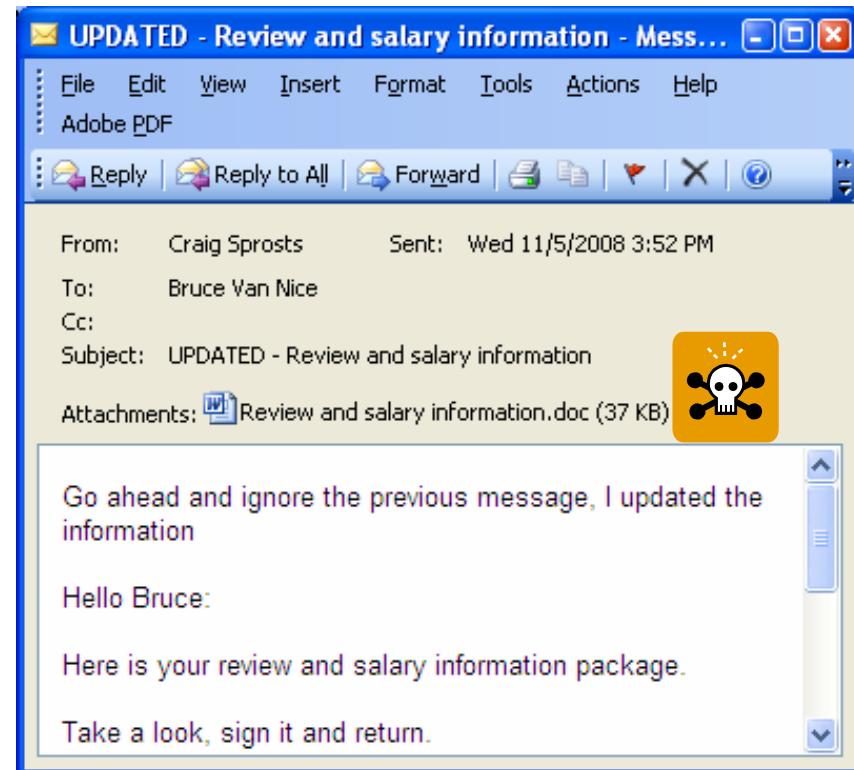 UPDATED - Review and salary information - Mess...
File Edit View Insert Format Tools Actions Help
Adobe PDF
Reply Reply to All Forward
From: Craig Sprosts Sent: Wed 11/5/2008 3:52 PM
To: Bruce Van Nice
Cc:
Subject: UPDATED - Review and salary information
Attachments: Review and salary information.doc (37 KB)
Go ahead and ignore the previous message, I updated the
information
Hello Bruce:
Here is your review and salary information package.
Take a look, sign it and return.